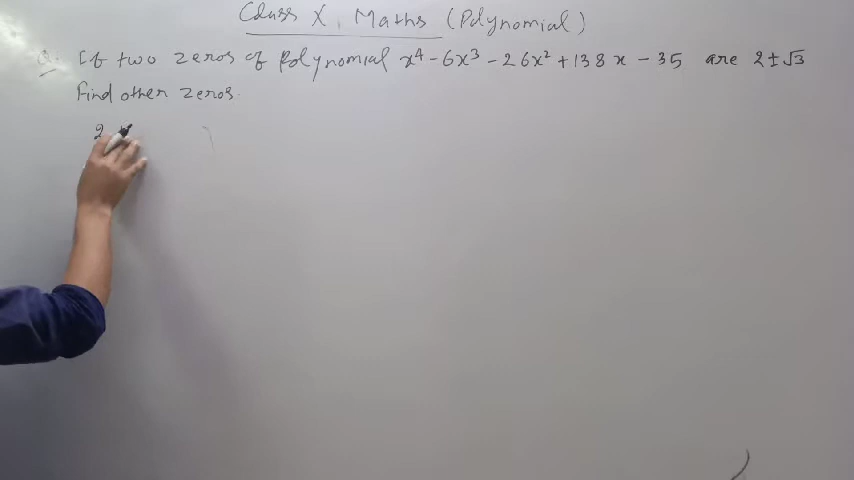 Class X, Maths (Polynomial)
Q. If two zeros of polynomial x⁴ - 6x³ - 26x² + 138x - 35 are 2 ± √3
Find other zeros.
2